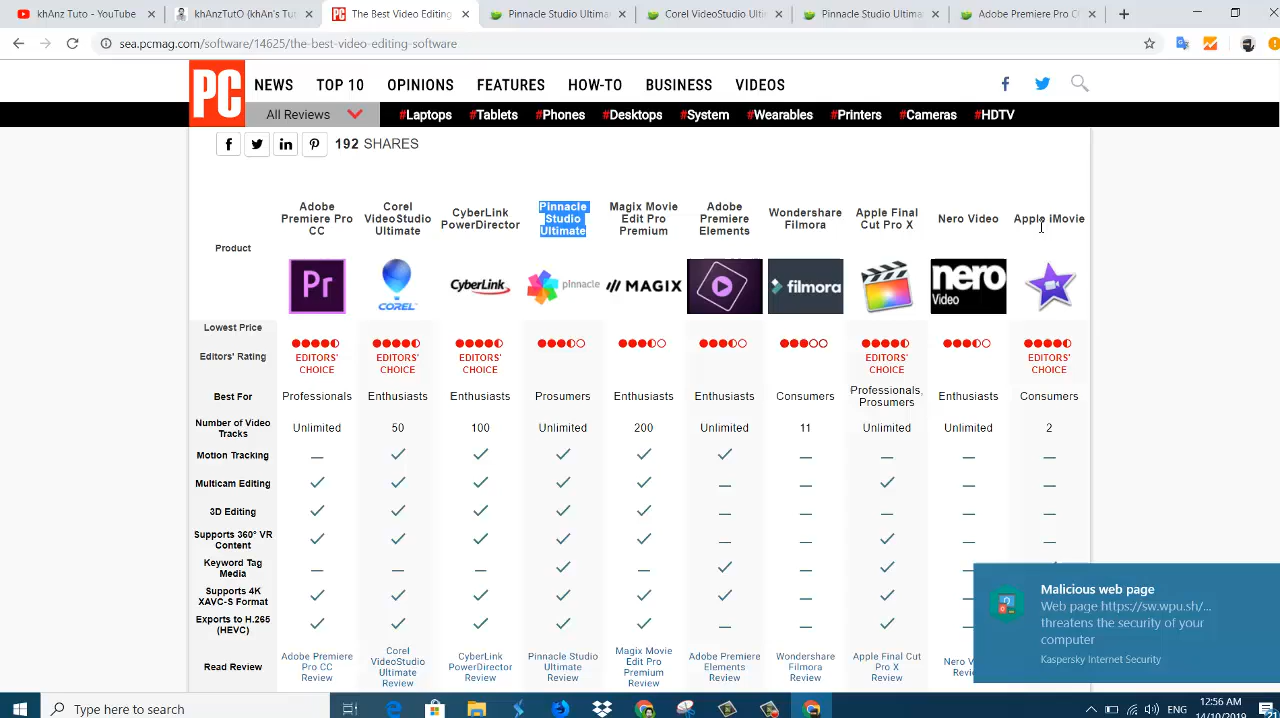 khAnz Tuto - YouTube
khAnzTutO (khAn's Tut
The Best Video Editing
Pinnacle Studio Ultima
Corel VideoStudio Ult
Pinnacle Studio Ultima
Adobe Premiere Pro C
sea.pcmag.com/software/14625/the-best-video-editing-software
PC NEWS TOP 10 OPINIONS FEATURES HOW-TO BUSINESS VIDEOS
All Reviews #Laptops #Tablets #Phones #Desktops #System #Wearables #Printers #Cameras #HDTV
192 SHARES
Product
Adobe
Premiere Pro
CC
Corel
VideoStudio
Ultimate
CyberLink
PowerDirector
Pinnacle
Studio
Ultimate
Magix Movie
Edit Pro
Premium
Adobe
Premiere
Elements
Wondershare
Filmora
Apple Final
Cut Pro X
Nero Video
Apple iMovie
Pr
COREL
CyberLink
pinnacle
MAGIX
filmora
nero
Video
Lowest Price
Editors' Rating
EDITORS'
CHOICE
EDITORS'
CHOICE
EDITORS'
CHOICE
EDITORS'
CHOICE
EDITORS'
CHOICE
Best For Professionals Enthusiasts Enthusiasts Prosumers Enthusiasts Enthusiasts Consumers Professionals, Prosumers Enthusiasts Consumers
Number of Video
Tracks
Unlimited 50 100 Unlimited 200 Unlimited 11 Unlimited Unlimited 2
Motion Tracking
Multicam Editing
3D Editing
Supports 360° VR
Content
Keyword Tag
Media
Supports 4K
XAVC-S Format
Exports to H.265
(HEVC)
Read Review
Adobe Premiere
Pro CC
Review
Corel
VideoStudio
Ultimate
Review
CyberLink
PowerDirector
Review
Pinnacle Studio
Ultimate
Review
Magix Movie
Edit Pro
Premium
Review
Adobe Premiere
Elements
Review
Wondershare
Filmora
Review
Apple Final Cut
Pro X
Review
Malicious web page
Web page https://sw.wpu.sh/...
threatens the security of your
computer
Kaspersky Internet Security
Type here to search
ENG
12:56 AM
14/10/2019